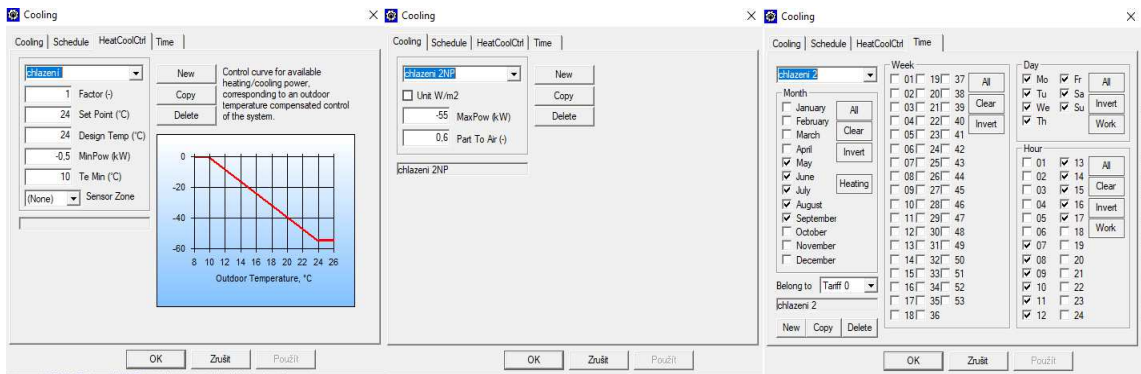 Cooling
Cooling Schedule HeatCoolCtrl Time
chlazení
1 Factor (-)
24 Set Point (°C)
24 Design Temp (°C)
-0,5 MinPow (kW)
10 Te Min (°C)
(None) Sensor Zone
New
Copy
Delete
Control curve for available
heating/cooling power,
corresponding to an outdoor
temperature compensated control
of the system.
0
-20
-40
-60
8 10 12 14 16 18 20 22 24 26
Outdoor Temperature, °C
OK Zrušit Použít
Cooling
Cooling Schedule HeatCoolCtrl Time
chlazeni 2NP
Unit W/m2
-55 MaxPow (kW)
0,6 Part To Air (-)
chlazeni 2NP
New
Copy
Delete
OK Zrušit Použít
Cooling
Cooling Schedule HeatCoolCtrl Time
chlazeni 2
Month
January
February
March
April
May
June
July
August
September
October
November
December
All
Clear
Invert
Heating
Belong to Tariff 0
chlazeni 2
New Copy Delete
Week
01 19 37
02 20 38
03 21 39
04 22 40
05 23 41
06 24 42
07 25 43
08 26 44
09 27 45
10 28 46
11 29 47
12 30 48
13 31 49
14 32 50
15 33 51
16 34 52
17 35 53
18 36
All
Clear
Invert
Day
Mo Fr
Tu Sa
We Su
Th
All
Invert
Work
Hour
01 13
02 14
03 15
04 16
05 17
06 18
07 19
08 20
09 21
10 22
11 23
12 24
All
Clear
Invert
Work
OK Zrušit Použít